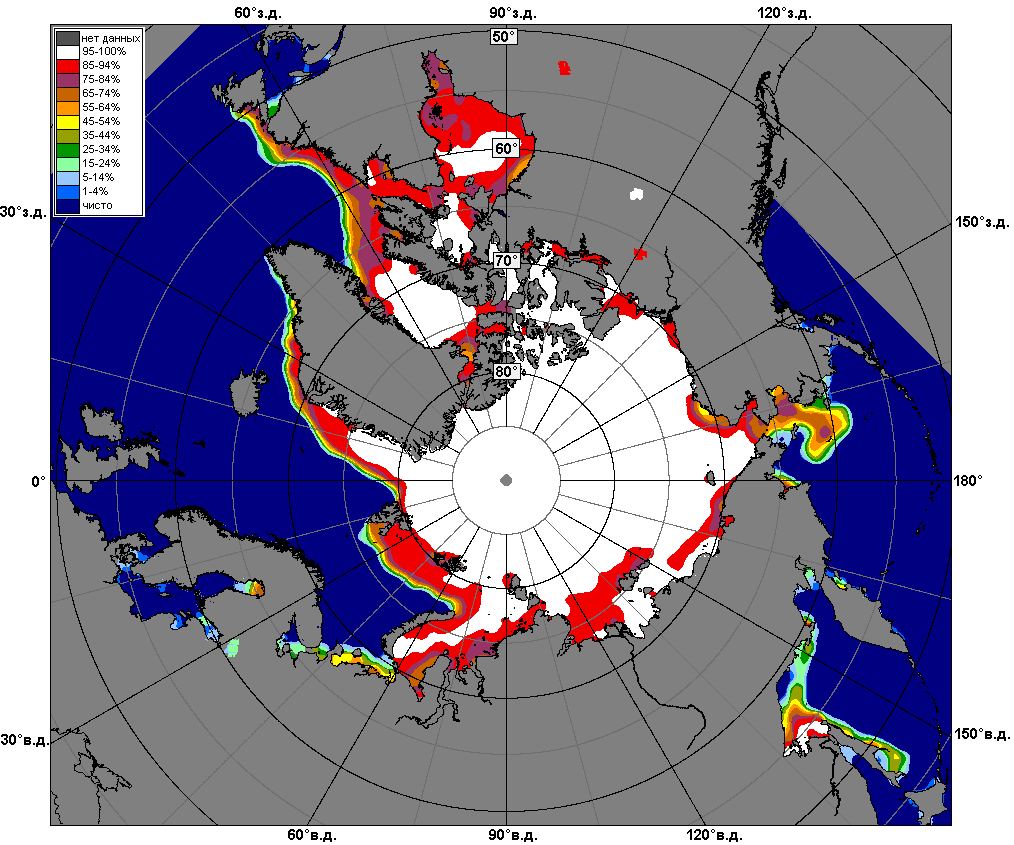 60°з.д.
90°з.д.
120°з.д.
нет данных
95-100%
85-94%
75-84%
65-74%
55-64%
45-54%
35-44%
25-34%
15-24%
5-14%
1-4%
чисто
50°
60°
70°
80°
30°з.д.
150°з.д.
0°
180°
30°в.д.
150°в.д.
60°в.д.
90°в.д.
120°в.д.